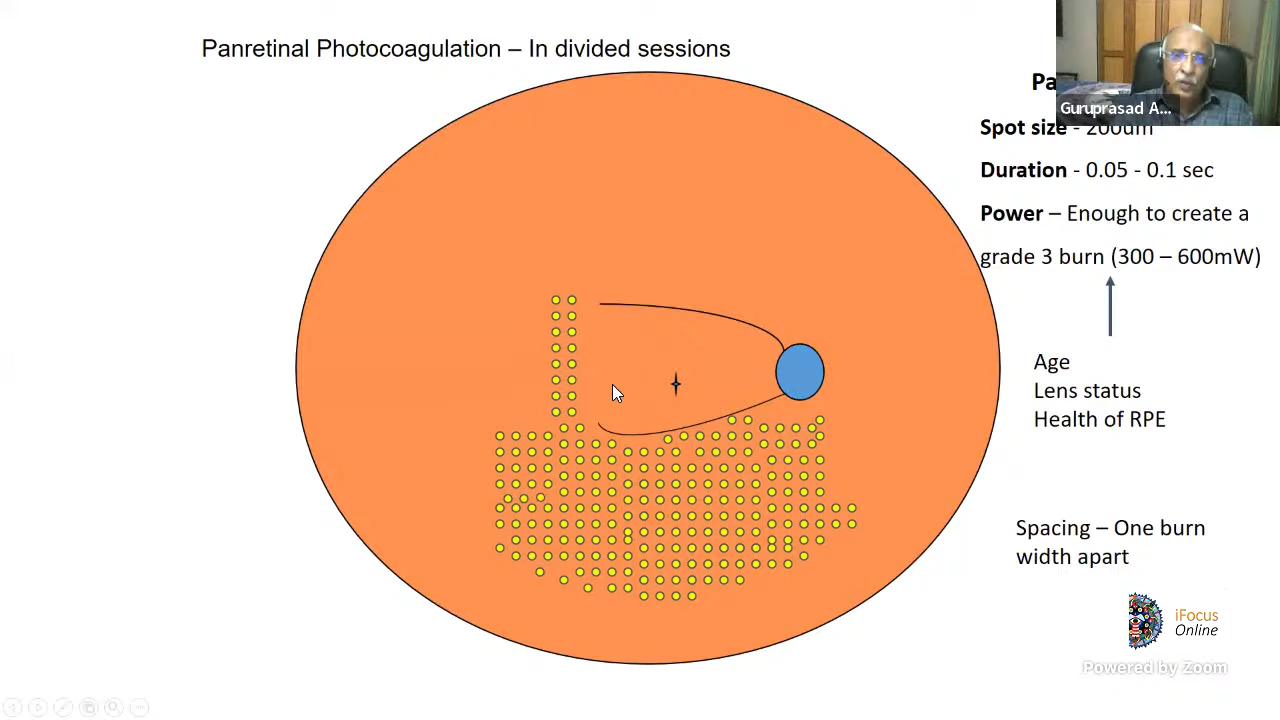 Panretinal Photocoagulation – In divided sessions
Pa
Guruprasad A...
Spot size - 200um
Duration - 0.05 - 0.1 sec
Power – Enough to create a
grade 3 burn (300 – 600mW)
Age
Lens status
Health of RPE
Spacing – One burn
width apart
iFocus
Online
Powered by Zoom